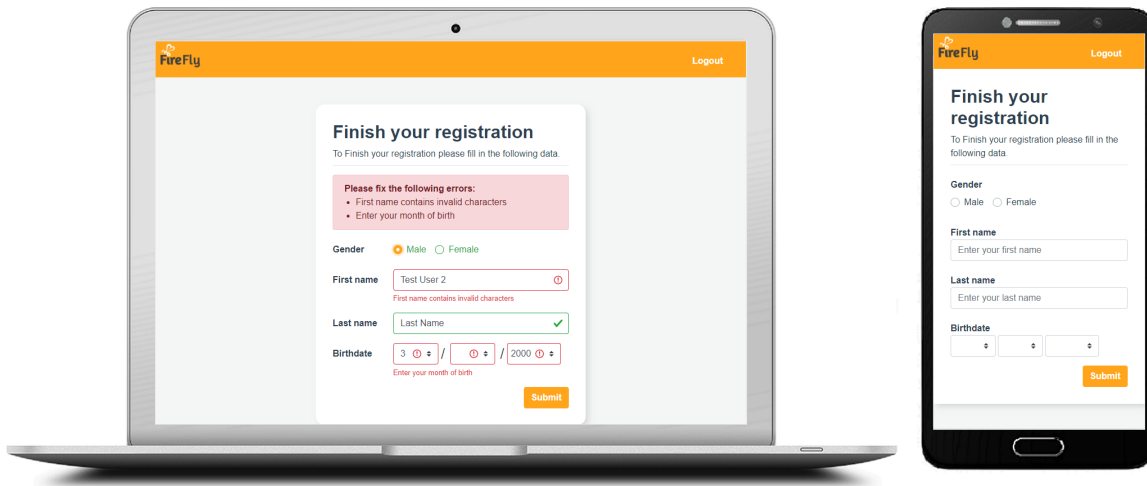 FireFly
Logout
Finish your registration
To Finish your registration please fill in the following data.
Please fix the following errors:
First name contains invalid characters
Enter your month of birth
Gender Male Female
First name Test User 2
First name contains invalid characters
Last name Last Name
Birthdate 3 / / 2000
Enter your month of birth
Submit
FireFly
Logout
Finish your
registration
To Finish your registration please fill in the
following data.
Gender
Male Female
First name
Enter your first name
Last name
Enter your last name
Birthdate
Submit